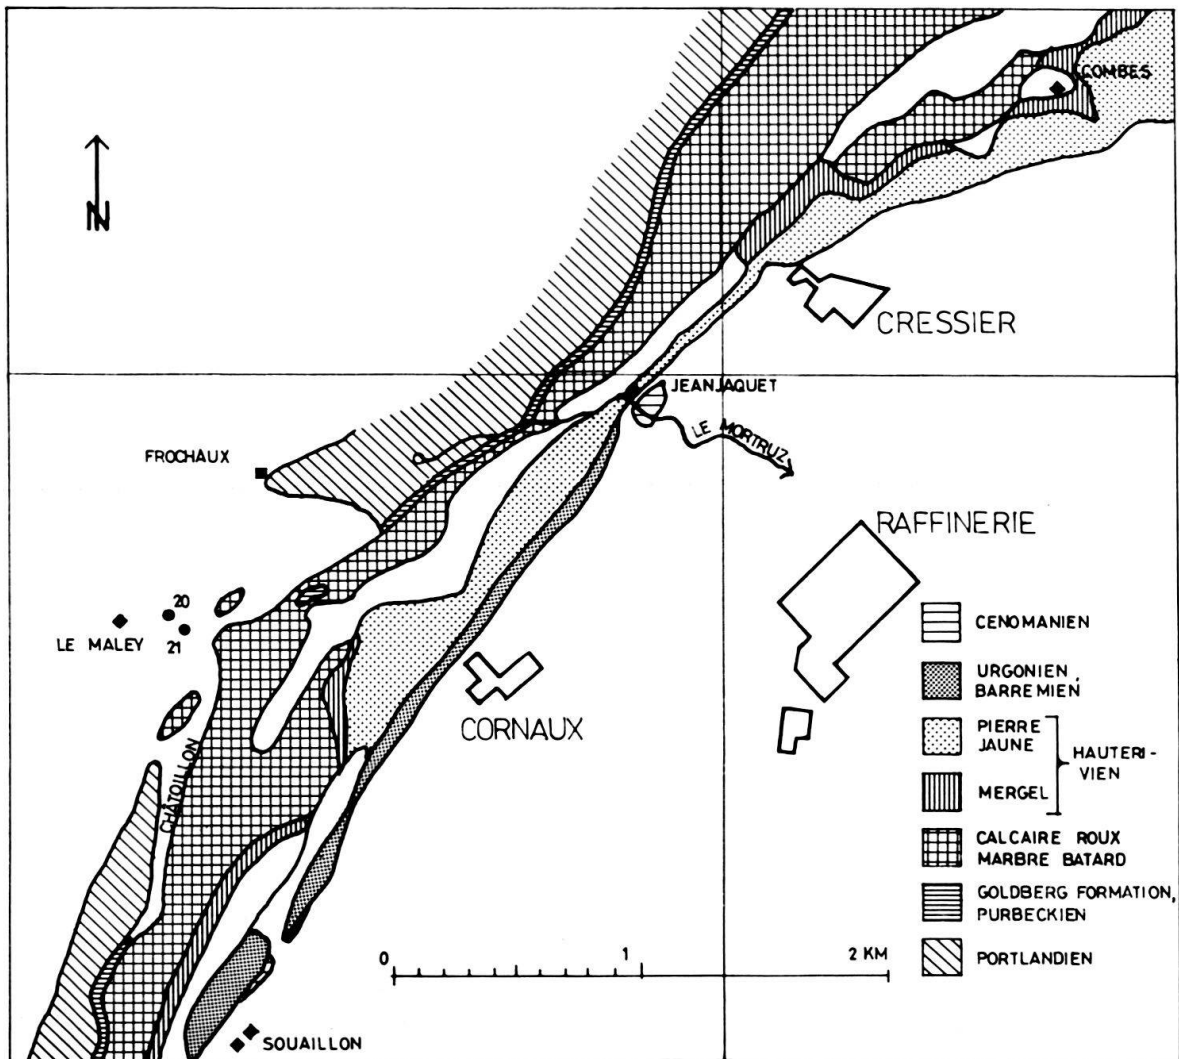 COMBES
N
CRESSIER
JEANJAQUET
LE MORTRUZ
FROCHAUX
RAFFINERIE
20
LE MALEY
21
CORNAUX
CHÂTOILLON
CENOMANIEN
URGONIEN,
BARREMIEN
PIERRE
JAUNE
HAUTERI-
VIEN
MERGEL
CALCAIRE ROUX
MARBRE BATARD
GOLDBERG FORMATION,
PURBECKIEN
PORTLANDIEN
0 1 2 KM
SOUAILLON